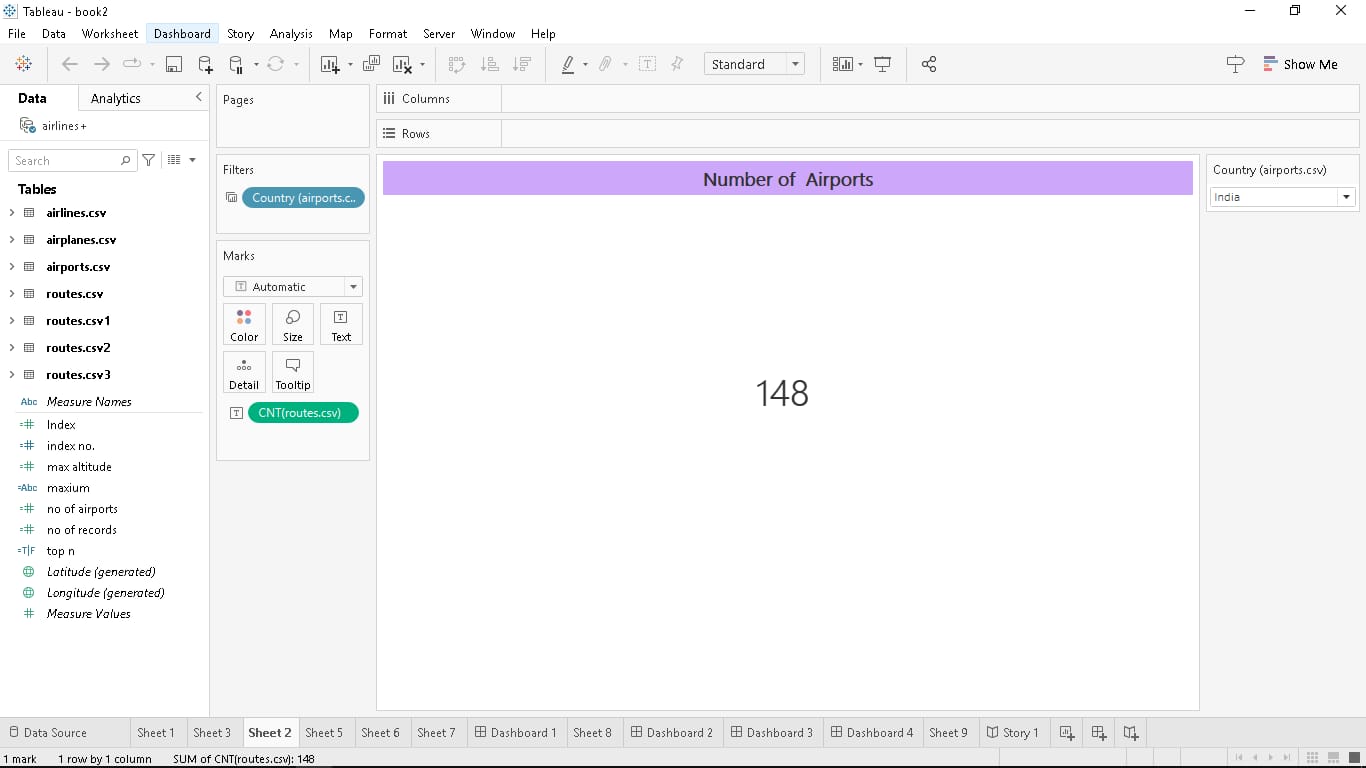 Tableau - book2
File Data Worksheet Dashboard Story Analysis Map Format Server Window Help
Standard
Show Me
Data Analytics
airlines+
Search
Tables
airlines.csv
airplanes.csv
airports.csv
routes.csv
routes.csv1
routes.csv2
routes.csv3
Abc Measure Names
=# Index
=# index no.
=# max altitude
=Abc maxium
=# no of airports
=# no of records
=T|F top n
Latitude (generated)
Longitude (generated)
# Measure Values
Pages
Filters
Country (airports.c..
Marks
T Automatic
Color Size Text
Detail Tooltip
T CNT(routes.csv)
Columns
Rows
Number of  Airports
148
Country (airports.csv)
India
Data Source Sheet 1 Sheet 3 Sheet 2 Sheet 5 Sheet 6 Sheet 7 Dashboard 1 Sheet 8 Dashboard 2 Dashboard 3 Dashboard 4 Sheet 9 Story 1
1 mark 1 row by 1 column SUM of CNT(routes.csv): 148